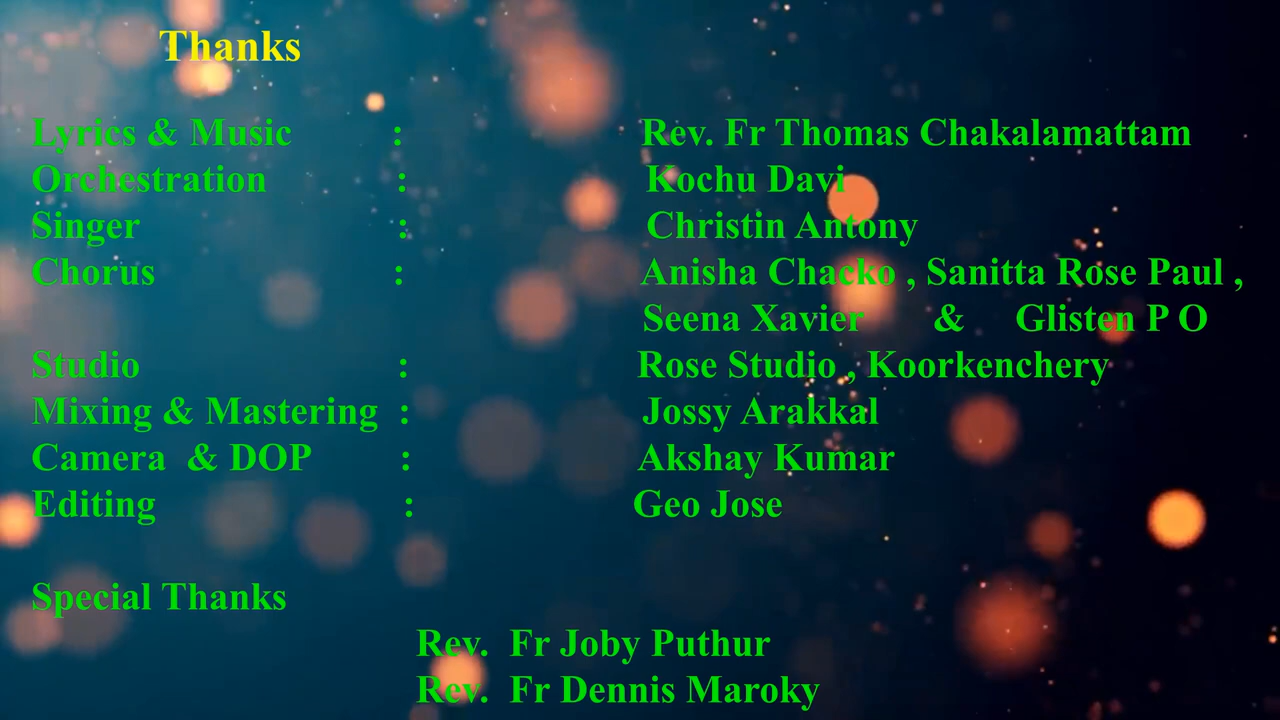 Thanks
Lyrics & Music : Rev. Fr Thomas Chakalamattam
Orchestration : Kochu Davi
Singer : Christin Antony
Chorus : Anisha Chacko , Sanitta Rose Paul ,
Seena Xavier & Glisten P O
Studio : Rose Studio , Koorkenchery
Mixing & Mastering : Jossy Arakkal
Camera & DOP : Akshay Kumar
Editing : Geo Jose
Special Thanks
Rev. Fr Joby Puthur
Rev. Fr Dennis Maroky